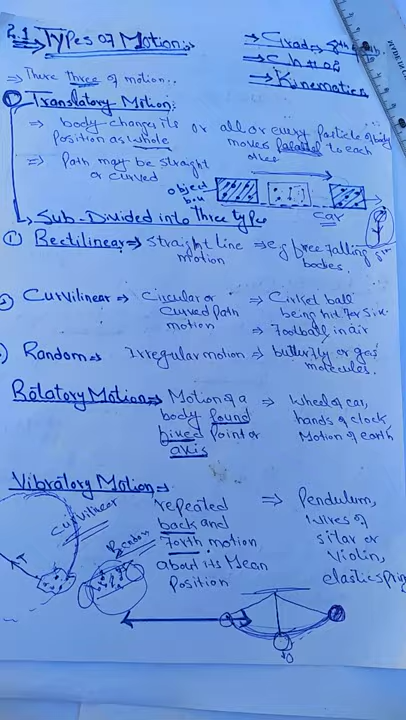 P.1 Types of Motion:-
→ Grade, 9th
→ Ch # 02
→ Kinematics
⇒ There three of motion..
① Translatory Motion:
⇒ body changes its or all or every particle of body
position as whole moves parallel to each
other
⇒ Path may be straight
or curved
object
car
Sub-Divided into Three types
① Rectilinear ⇒ straight line ⇒ e.g free falling
motion bodies.
Curvilinear ⇒ Circular or ⇒ Cirket ball
Curved Path being hit for six.
motion ⇒ Football in air
Random ⇒ Irregular motion ⇒ butterfly or gas
molecules.
Rotatory Motion ⇒ Motion of a ⇒ Wheel of car,
body found hands of clock
fixed point or Motion of earth
axis
Vibratory Motion ⇒
repeated ⇒ Pendulum,
back and wires of
forth motion sitar or
about its Mean Violin,
Position elastic spring
Curvilinear
Random